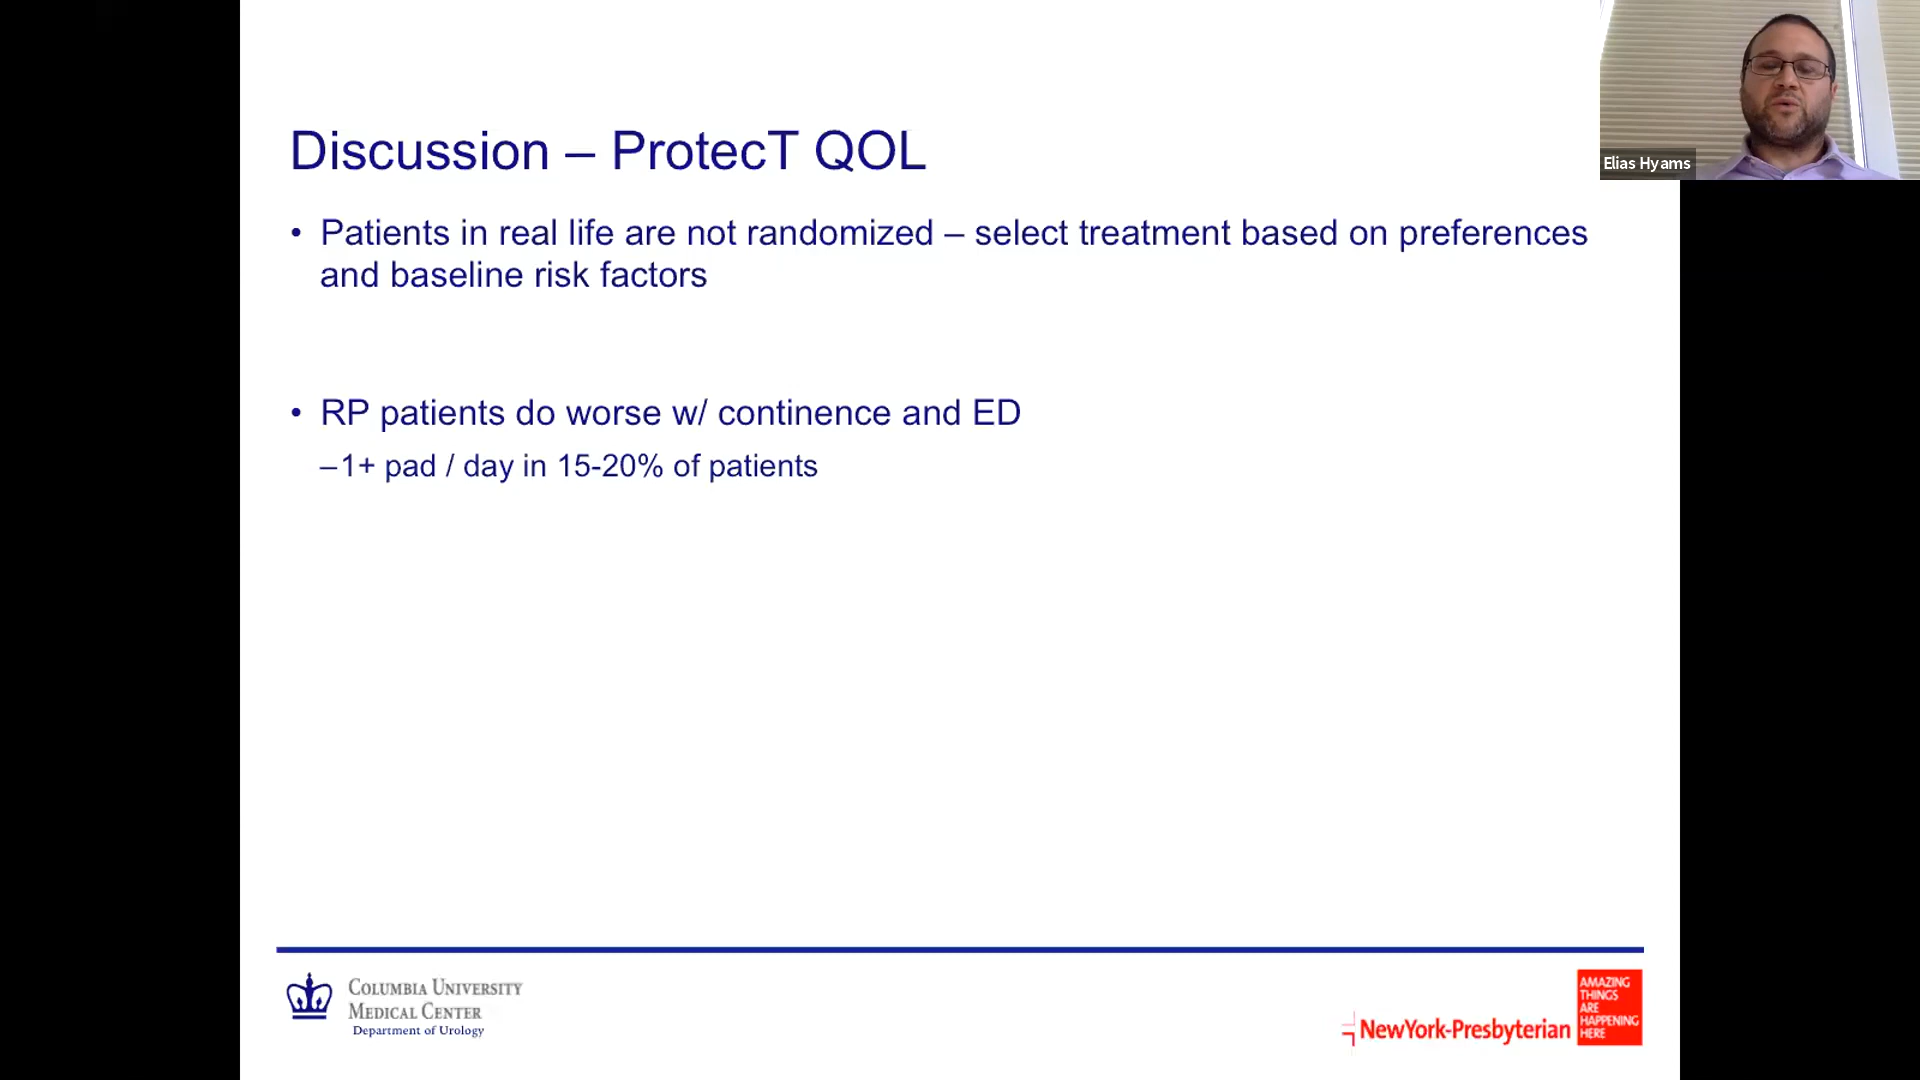 Elias Hyams
Discussion – ProtecT QOL
• Patients in real life are not randomized – select treatment based on preferences
and baseline risk factors
• RP patients do worse w/ continence and ED
–1+ pad / day in 15-20% of patients
COLUMBIA UNIVERSITY
MEDICAL CENTER
Department of Urology
NewYork-Presbyterian
AMAZING
THINGS
ARE
HAPPENING
HERE